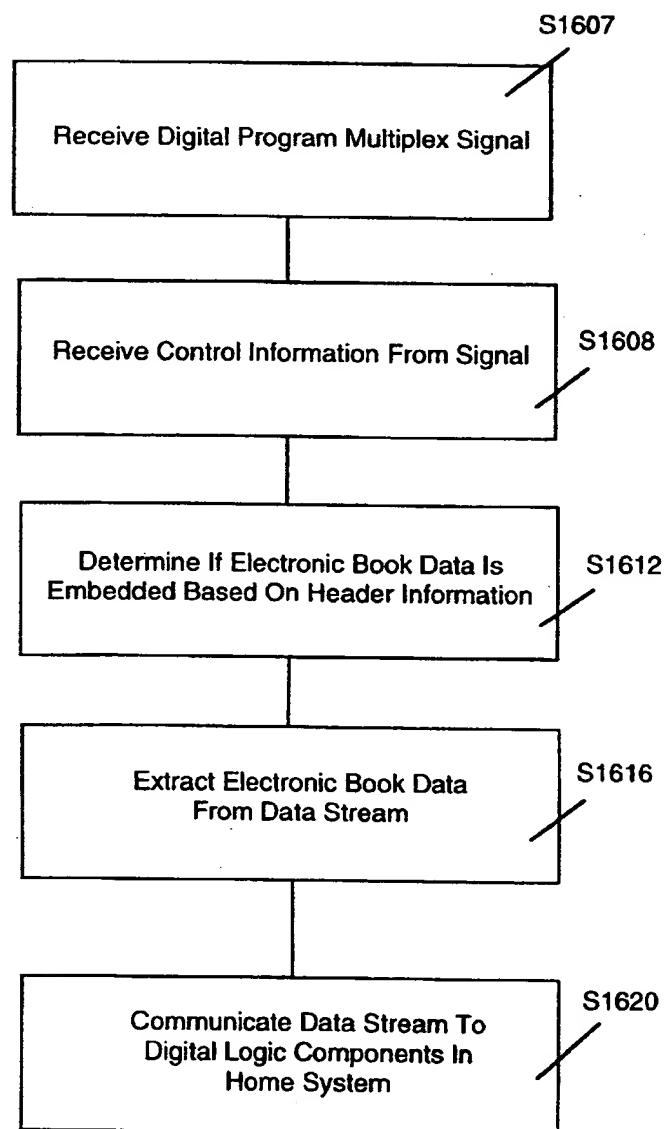 S1607
Receive Digital Program Multiplex Signal
Receive Control Information From Signal
S1608
Determine If Electronic Book Data Is
Embedded Based On Header Information
S1612
Extract Electronic Book Data
From Data Stream
S1616
Communicate Data Stream To
Digital Logic Components In
Home System
S1620